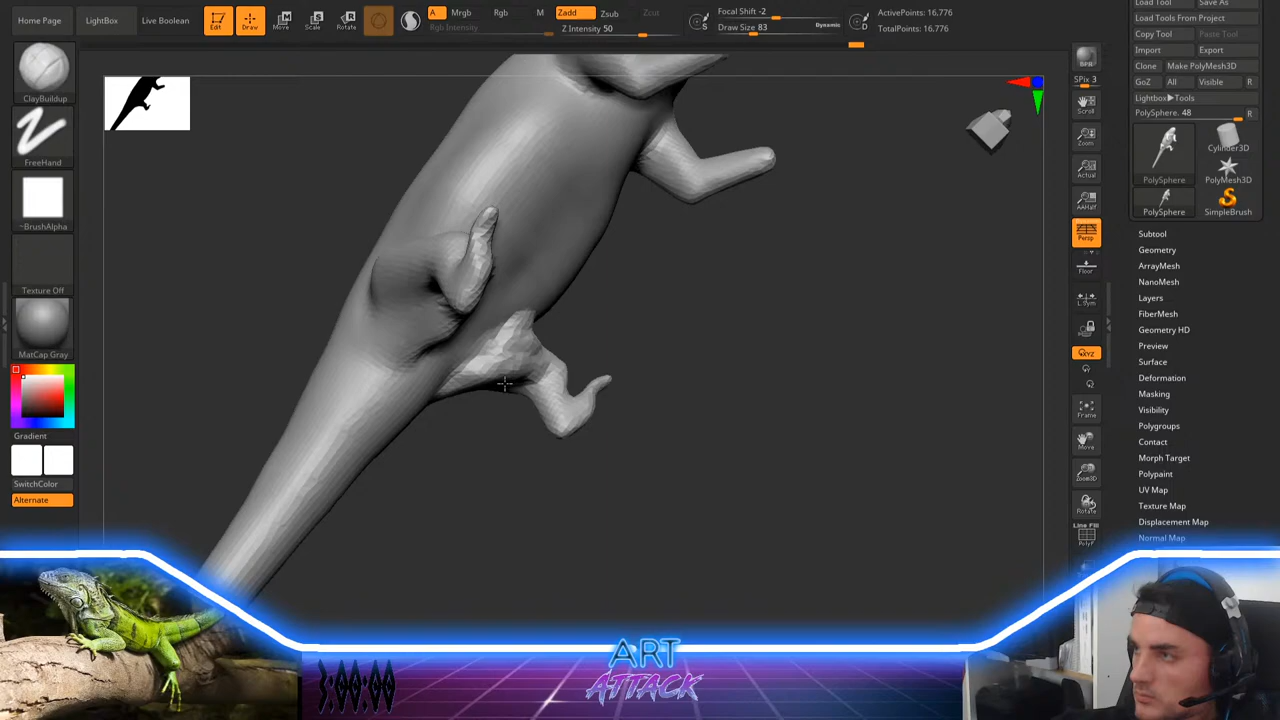 Home Page
LightBox
Live Boolean
Edit
Draw
Move
Scale
Rotate
A
Mrgb
Rgb
M
Rgb Intensity
Zadd
Zsub
Zcut
Z Intensity 50
S
Focal Shift -2
Draw Size 83
Dynamic
D
ActivePoints: 16,776
TotalPoints: 16,776
ClayBuildup
FreeHand
~BrushAlpha
Texture Off
MatCap Gray
Gradient
SwitchColor
Alternate
BPR
SPix 3
Scroll
Zoom
Actual
AAHalf
Persp
Floor
L.Sym
XYZ
Frame
Move
Zoom3D
Rotate
Line Fill
PolyF
Load Tool
Save As
Load Tools From Project
Copy Tool
Paste Tool
Import
Export
Clone
Make PolyMesh3D
GoZ
All
Visible
R
Lightbox▶Tools
PolySphere. 48
R
PolySphere
Cylinder3D
PolyMesh3D
PolySphere
SimpleBrush
Subtool
Geometry
ArrayMesh
NanoMesh
Layers
FiberMesh
Geometry HD
Preview
Surface
Deformation
Masking
Visibility
Polygroups
Contact
Morph Target
Polypaint
UV Map
Texture Map
Displacement Map
Normal Map
ART
ATTACK